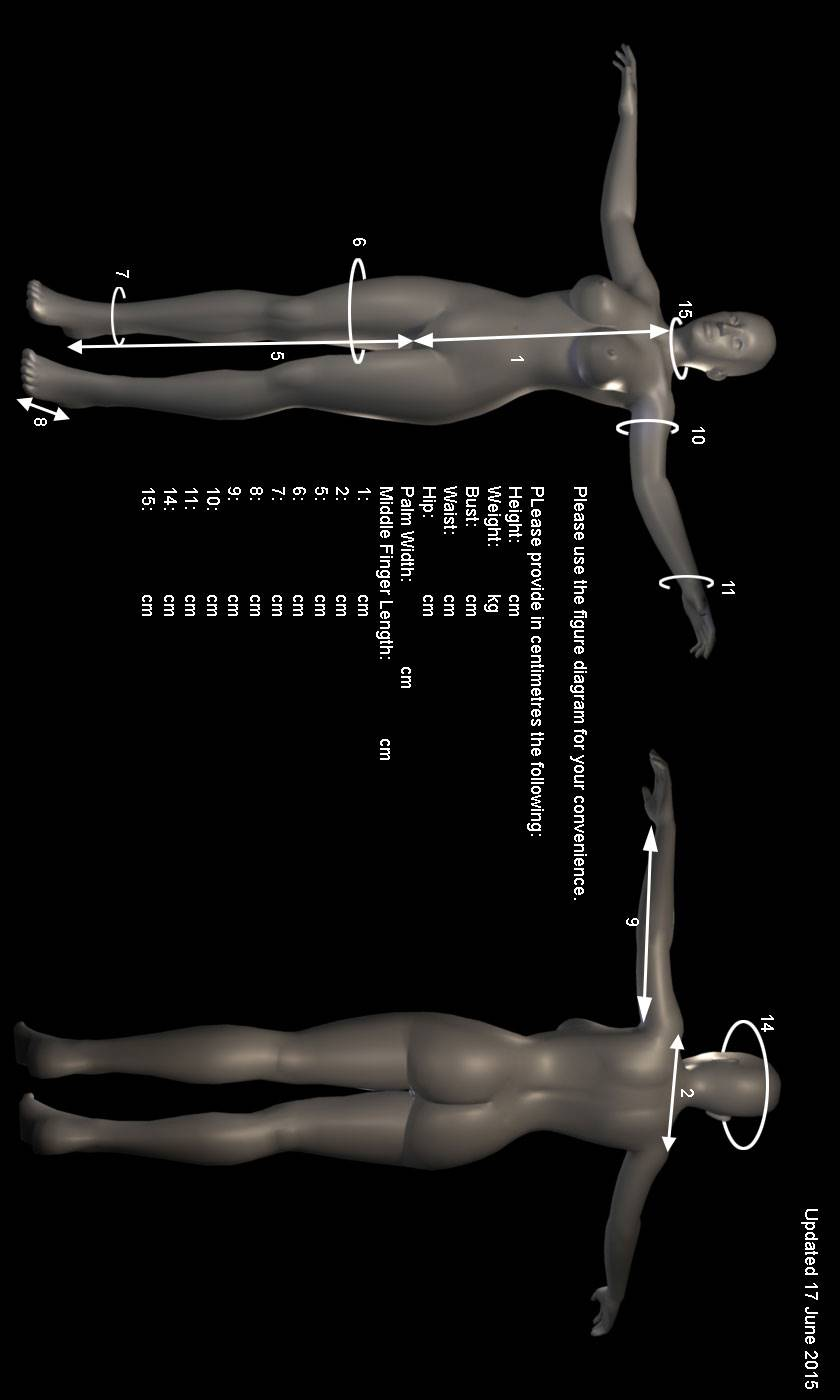 Updated 17 June 2015
15
10
11
6
7
1
5
8
14
2
9
Please use the figure diagram for your convenience.
PLease provide in centimetres the following:
Height: cm
Weight: kg
Bust: cm
Waist: cm
Hip: cm
Palm Width: cm
Middle Finger Length: cm
1: cm
2: cm
5: cm
6: cm
7: cm
8: cm
9: cm
10: cm
11: cm
14: cm
15: cm